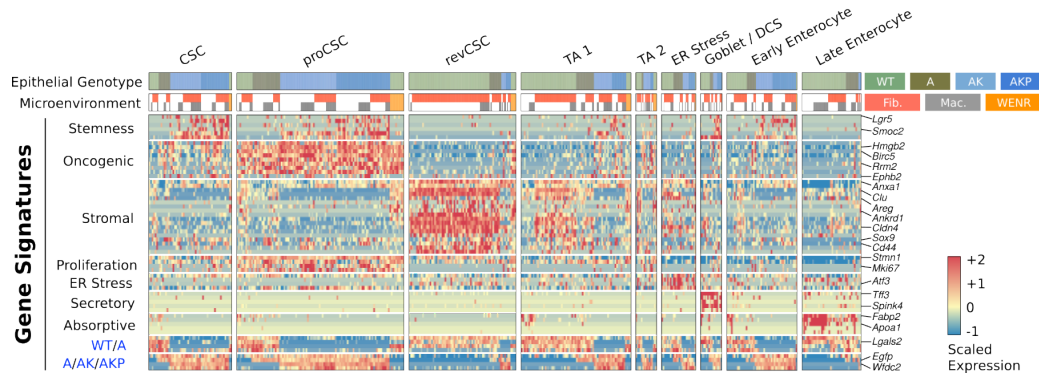 CSC
proCSC
revCSC
TA 1
TA 2
ER Stress
Goblet / DCS
Early Enterocyte
Late Enterocyte
Epithelial Genotype
WT
A
AK
AKP
Microenvironment
Fib.
Mac.
WENR
Gene Signatures
Stemness
Oncogenic
Stromal
Proliferation
ER Stress
Secretory
Absorptive
WT/A
A/AK/AKP
Lgr5
Smoc2
Hmgb2
Birc5
Rrm2
Ephb2
Anxa1
Clu
Areg
Ankrd1
Cldn4
Sox9
Cd44
Stmn1
Mki67
Atf3
Tff3
Spink4
Fabp2
Apoa1
Lgals2
Egfp
Wfdc2
+2
+1
0
-1
Scaled
Expression